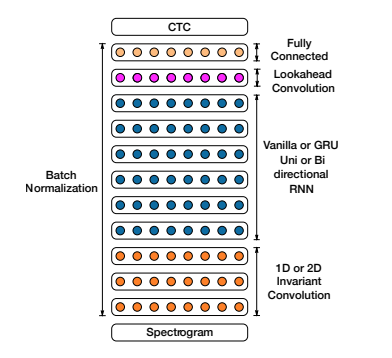 CTC
Fully
Connected
Lookahead
Convolution
Vanilla or GRU
Uni or Bi
directional
RNN
Batch
Normalization
1D or 2D
Invariant
Convolution
Spectrogram